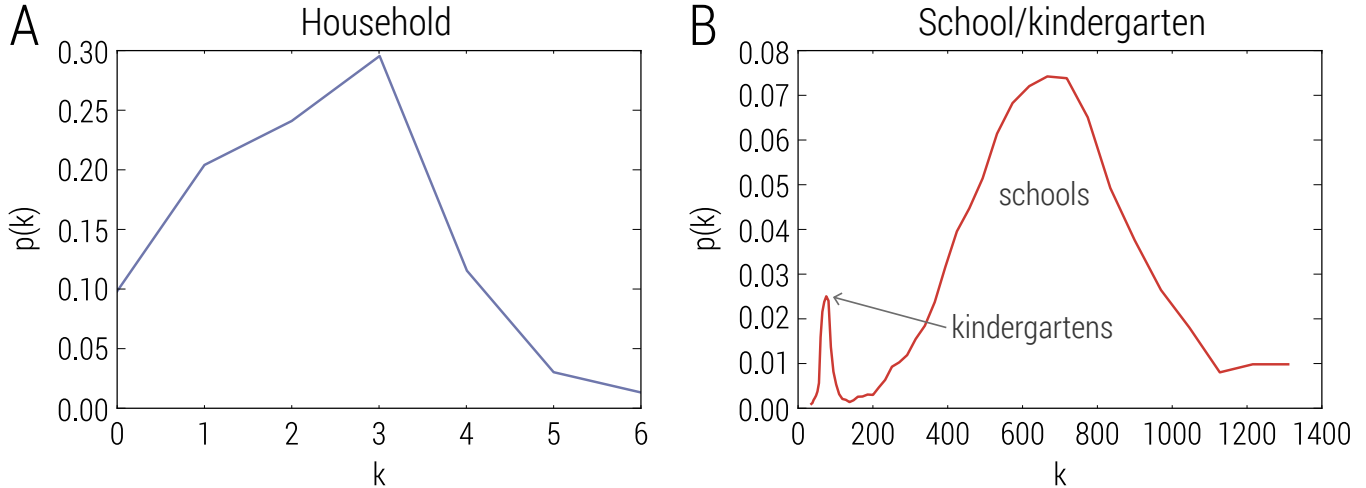 A
Household
0.30
0.25
0.20
0.15
0.10
0.05
0.00
p(k)
0 1 2 3 4 5 6
k
B
School/kindergarten
0.08
0.07
0.06
0.05
0.04
0.03
0.02
0.01
0.00
p(k)
schools
kindergartens
0 200 400 600 800 1000 1200 1400
k